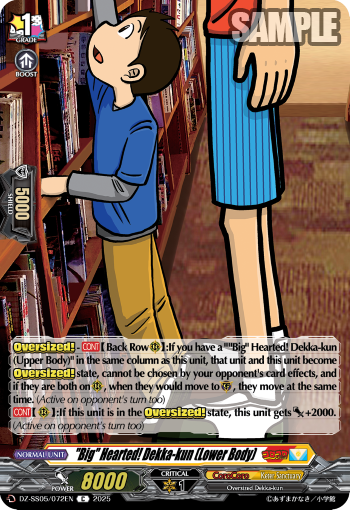 SAMPLE
1
GRADE
BOOST
5000
SHIELD
Oversized! - CONT【Back Row Ⓡ】:If you have a ""Big" Hearted! Dekka-kun
(Upper Body)" in the same column as this unit, that unit and this unit become
Oversized! state, cannot be chosen by your opponent's card effects, and
if they are both on Ⓡ, when they would move to Ⓖ, they move at the same
time. (Active on opponent's turn too)
CONT【Ⓡ】:If this unit is in the Oversized! state, this unit gets +2000.
(Active on opponent's turn too)
NORMAL UNIT
"Big" Hearted! Dekka-kun (Lower Body)
POWER 8000
CRITICAL
1
CoroCoro
Oversized Dekka-kun
D DZ-SS05/072EN C 2025
©あずまかなき／小学館